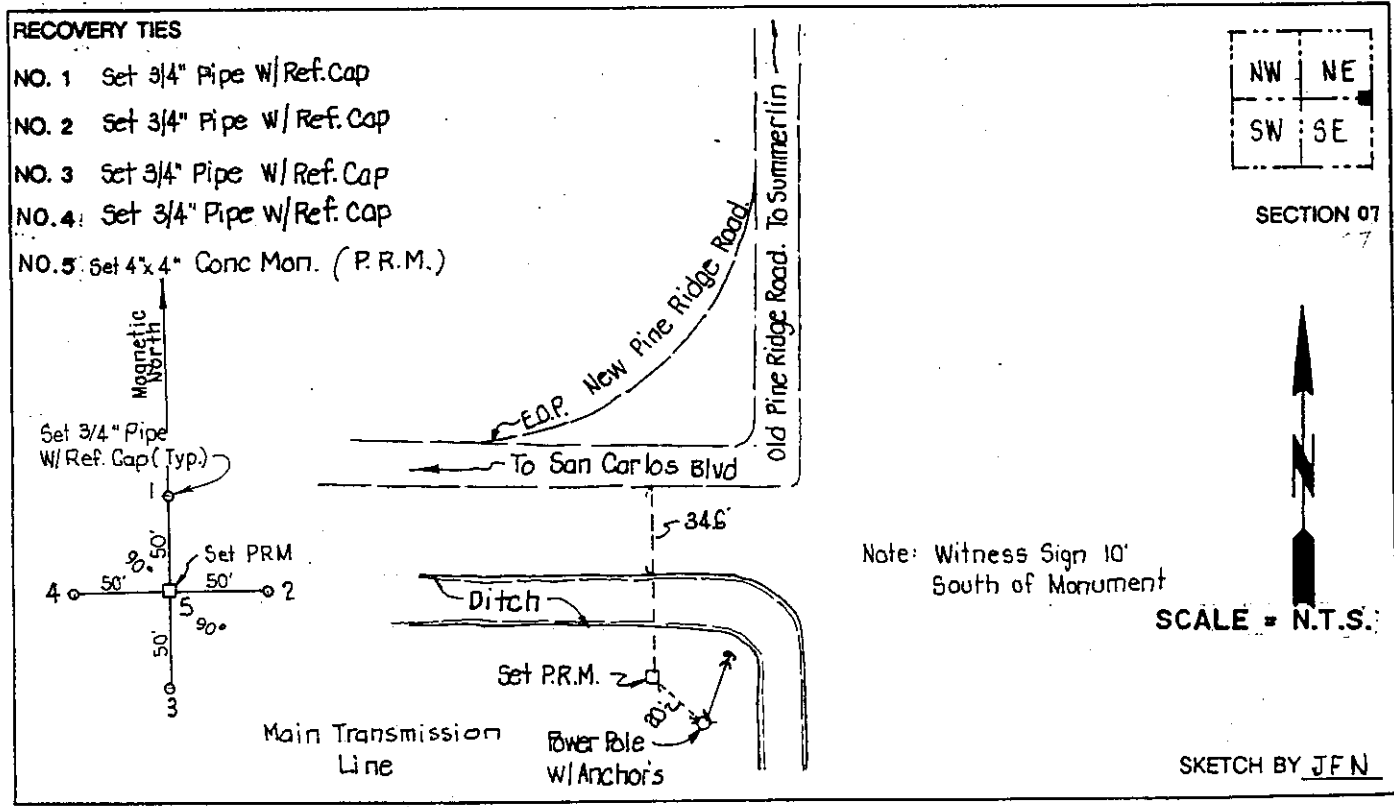 RECOVERY TIES
NO. 1 Set 3/4" Pipe W/Ref.Cap
NO. 2 Set 3/4" Pipe W/Ref.Cap
NO. 3 Set 3/4" Pipe W/Ref.Cap
NO.4: Set 3/4" Pipe W/Ref.Cap
NO.5: Set 4"x4" Conc Mon. (P.R.M.)
NW NE
SW SE
SECTION 07
7
Magnetic
North
Set 3/4" Pipe
W/Ref. Cap (Typ.)
1
50'
90°
Set PRM
4 50' 50' 2
5
90°
50'
3
New Pine Ridge Road.
Old Pine Ridge Road. To Summerlin
E.O.P.
To San Carlos Blvd
34.6'
Ditch
Set P.R.M.
20'±
Power Pole
W/Anchors
Main Transmission
Line
Note: Witness Sign 10'
South of Monument
N
SCALE = N.T.S.
SKETCH BY JFN